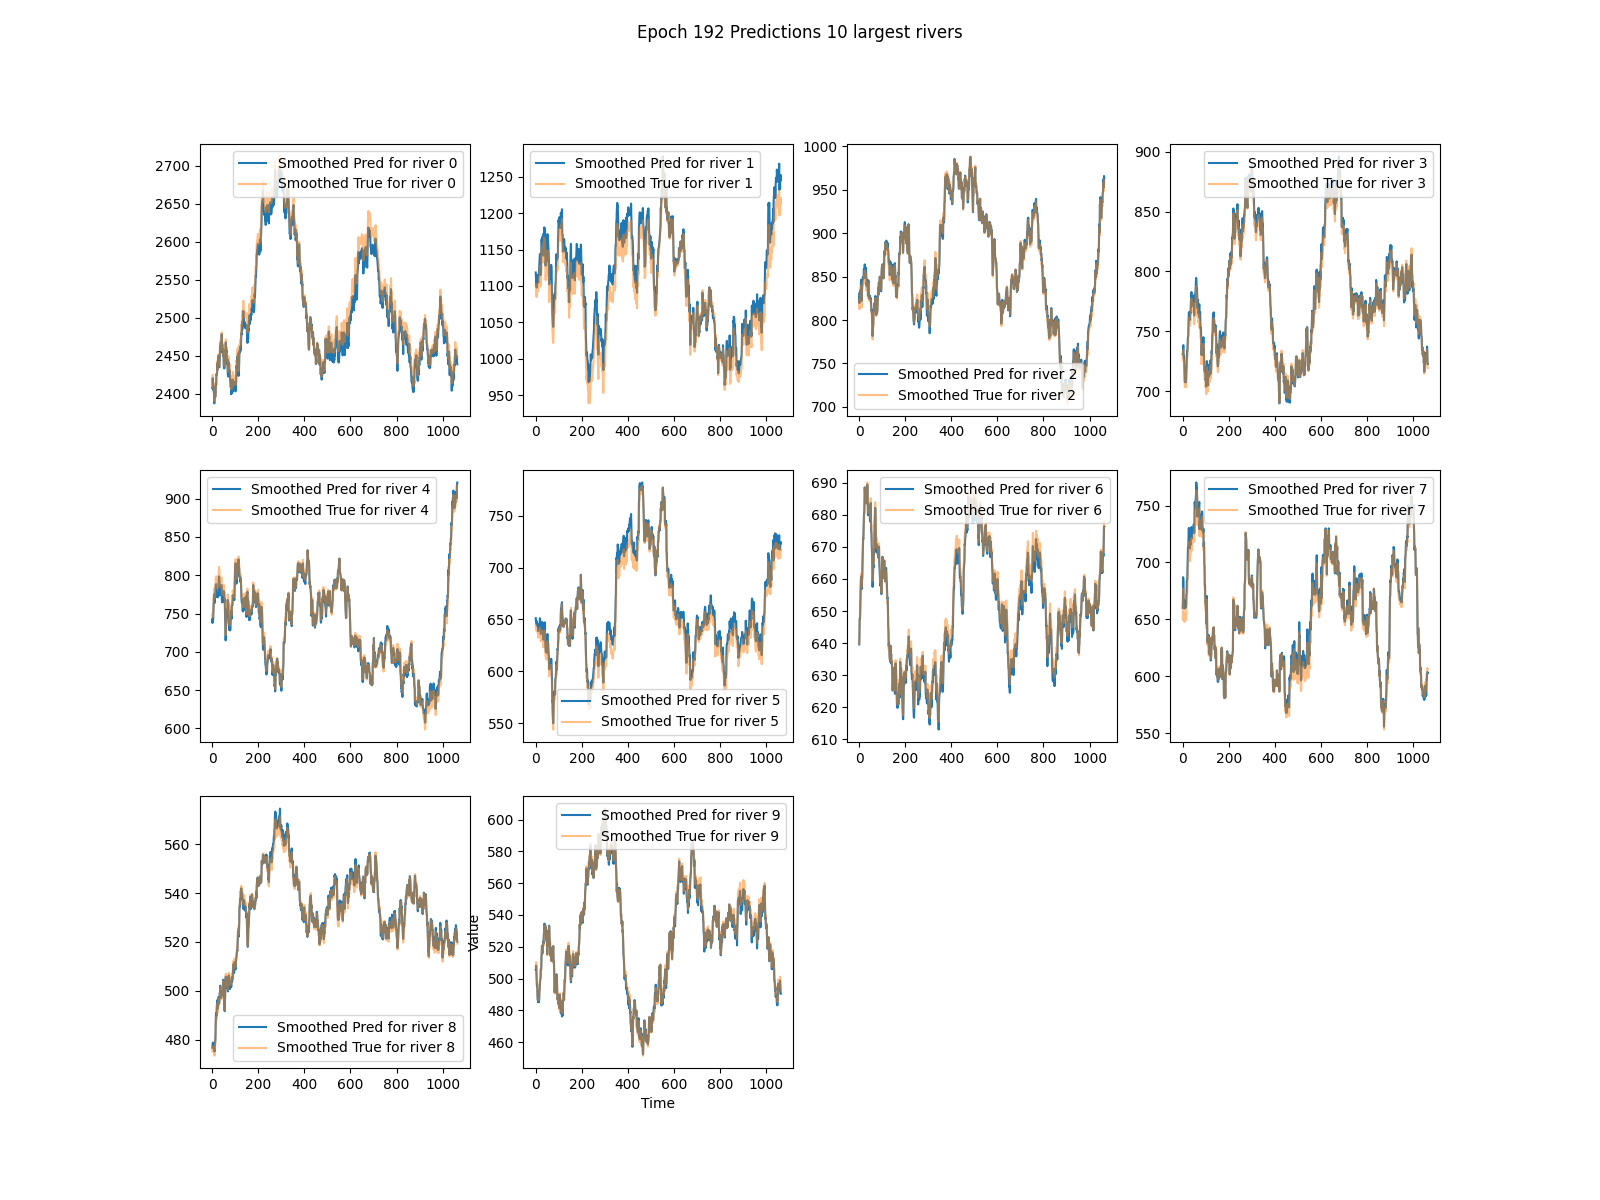 Epoch 192 Predictions 10 largest rivers
2700
2650
2600
2550
2500
2450
2400
0 200 400 600 800 1000
Smoothed Pred for river 0
Smoothed True for river 0
1250
1200
1150
1100
1050
1000
950
0 200 400 600 800 1000
Smoothed Pred for river 1
Smoothed True for river 1
1000
950
900
850
800
750
700
0 200 400 600 800 1000
Smoothed Pred for river 2
Smoothed True for river 2
900
850
800
750
700
0 200 400 600 800 1000
Smoothed Pred for river 3
Smoothed True for river 3
900
850
800
750
700
650
600
0 200 400 600 800 1000
Smoothed Pred for river 4
Smoothed True for river 4
750
700
650
600
550
0 200 400 600 800 1000
Smoothed Pred for river 5
Smoothed True for river 5
690
680
670
660
650
640
630
620
610
0 200 400 600 800 1000
Smoothed Pred for river 6
Smoothed True for river 6
750
700
650
600
550
0 200 400 600 800 1000
Smoothed Pred for river 7
Smoothed True for river 7
560
540
520
500
480
0 200 400 600 800 1000
Smoothed Pred for river 8
Smoothed True for river 8
Value
600
580
560
540
520
500
480
460
0 200 400 600 800 1000
Smoothed Pred for river 9
Smoothed True for river 9
Time